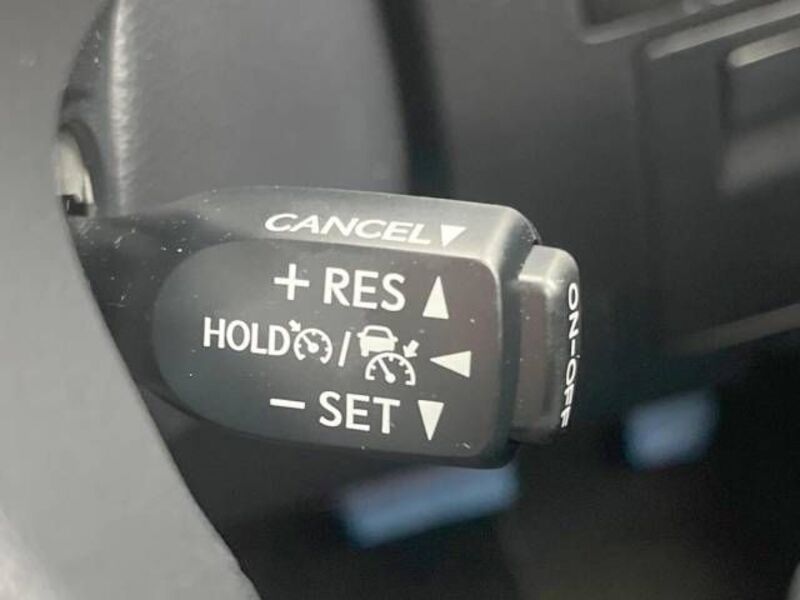 CANCEL▼
+ RES ▲
HOLD / ◀
− SET ▼
ON-OFF